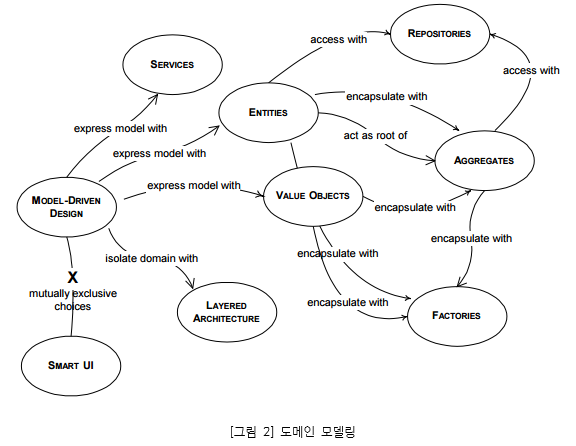 REPOSITORIES
access with
SERVICES
access with
ENTITIES
encapsulate with
express model with
act as root of
express model with
AGGREGATES
express model with
VALUE OBJECTS
MODEL-DRIVEN
DESIGN
encapsulate with
encapsulate with
isolate domain with
encapsulate with
X
mutually exclusive
choices
encapsulate with
LAYERED
ARCHITECTURE
FACTORIES
SMART UI
[그림 2] 도메인 모델링